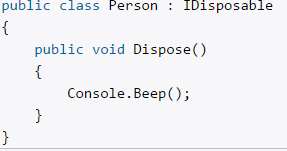 public class Person : IDisposable
{
    public void Dispose()
    {
        Console.Beep();
    }
}